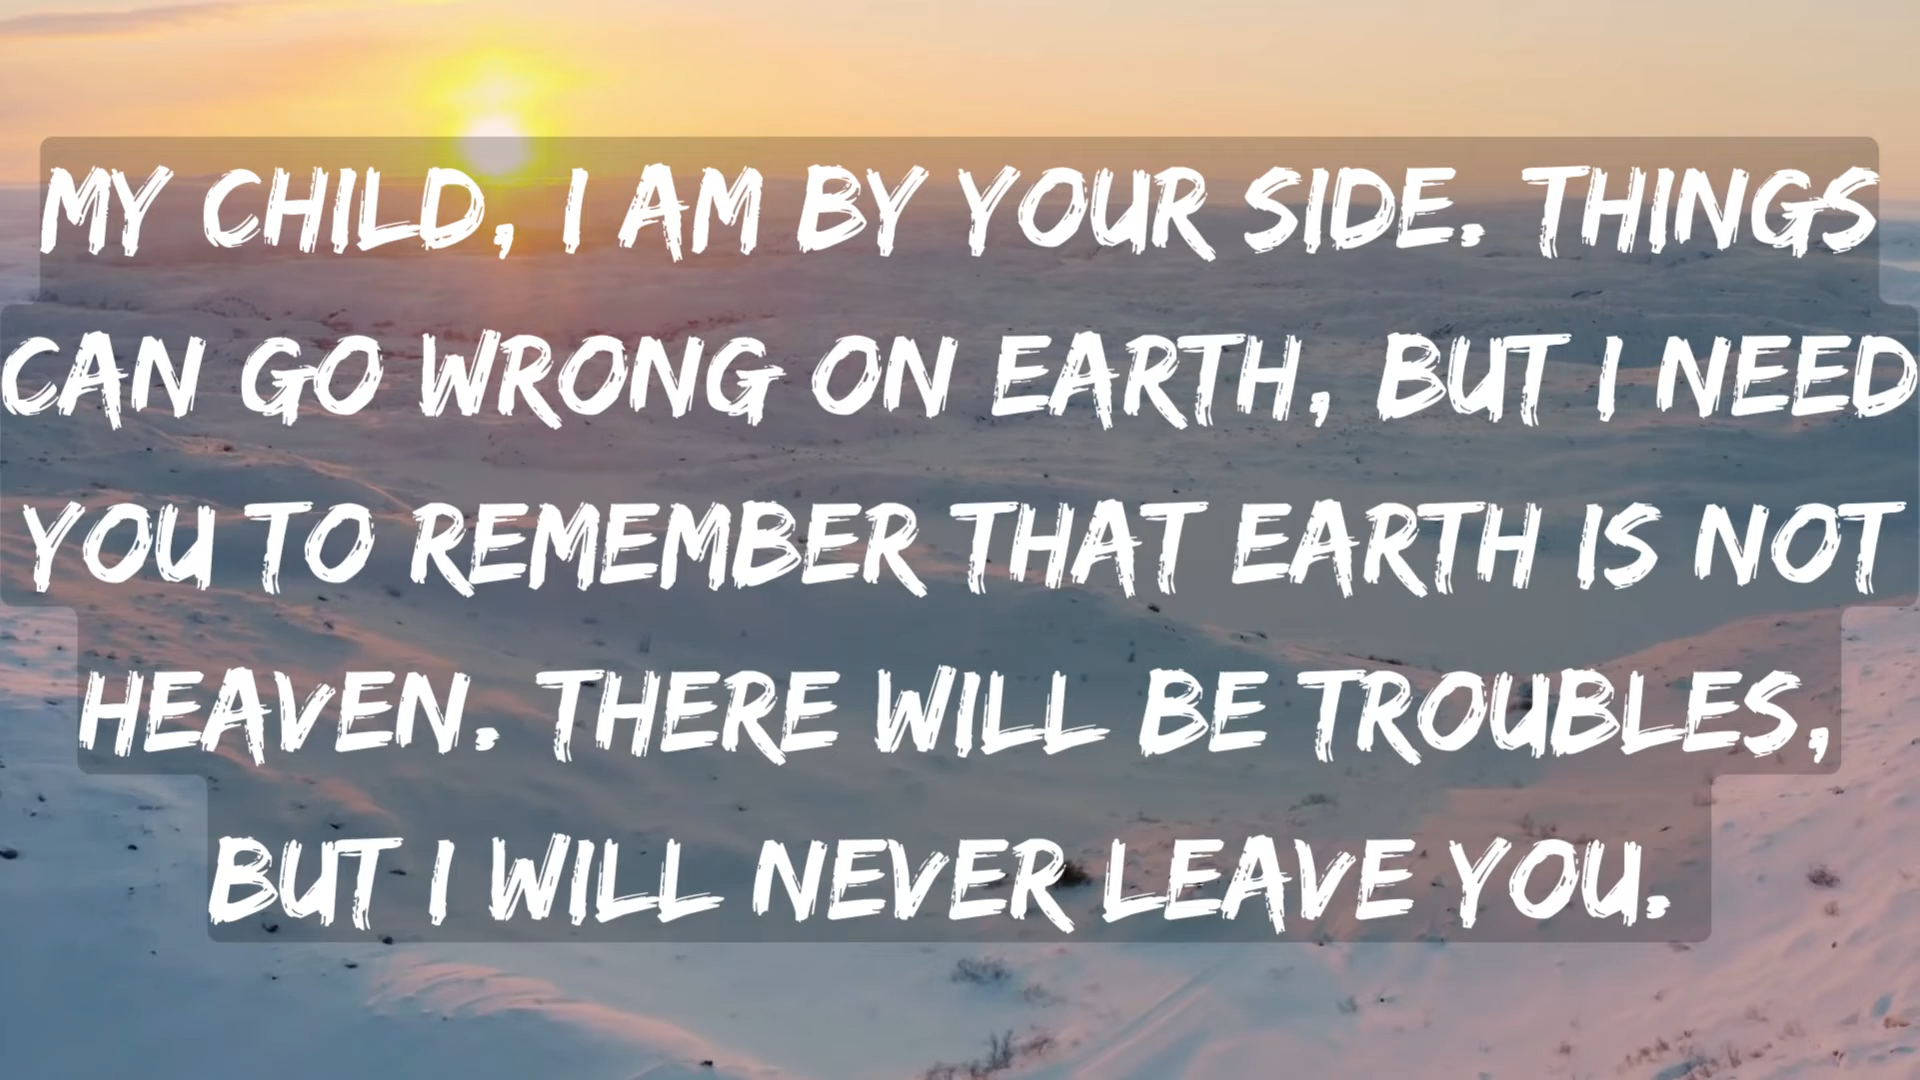 MY CHILD, I AM BY YOUR SIDE. THINGS
CAN GO WRONG ON EARTH, BUT I NEED
YOU TO REMEMBER THAT EARTH IS NOT
HEAVEN. THERE WILL BE TROUBLES,
BUT I WILL NEVER LEAVE YOU.